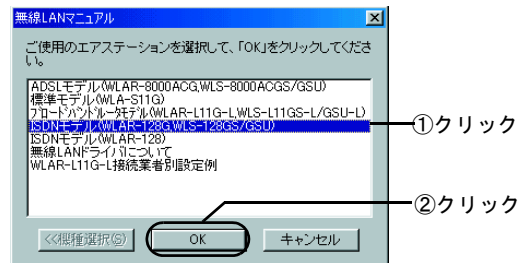 無線LANマニュアル
ご使用のエアステーションを選択して、「OK」をクリックしてくださ
い。
ADSLモデル(WLAR-8000ACG,WLS-8000ACGS/GSU)
標準モデル(WLA-S11G)
ブロードバンドルータモデル(WLAR-L11G-L,WLS-L11GS-L/GSU-L)
ISDNモデル(WLAR-128G,WLS-128GS/GSU)
ISDNモデル(WLAR-128)
無線LANドライバについて
WLAR-L11G-L接続業者別設定例
①クリック
②クリック
<<機種選択(S)
OK
キャンセル